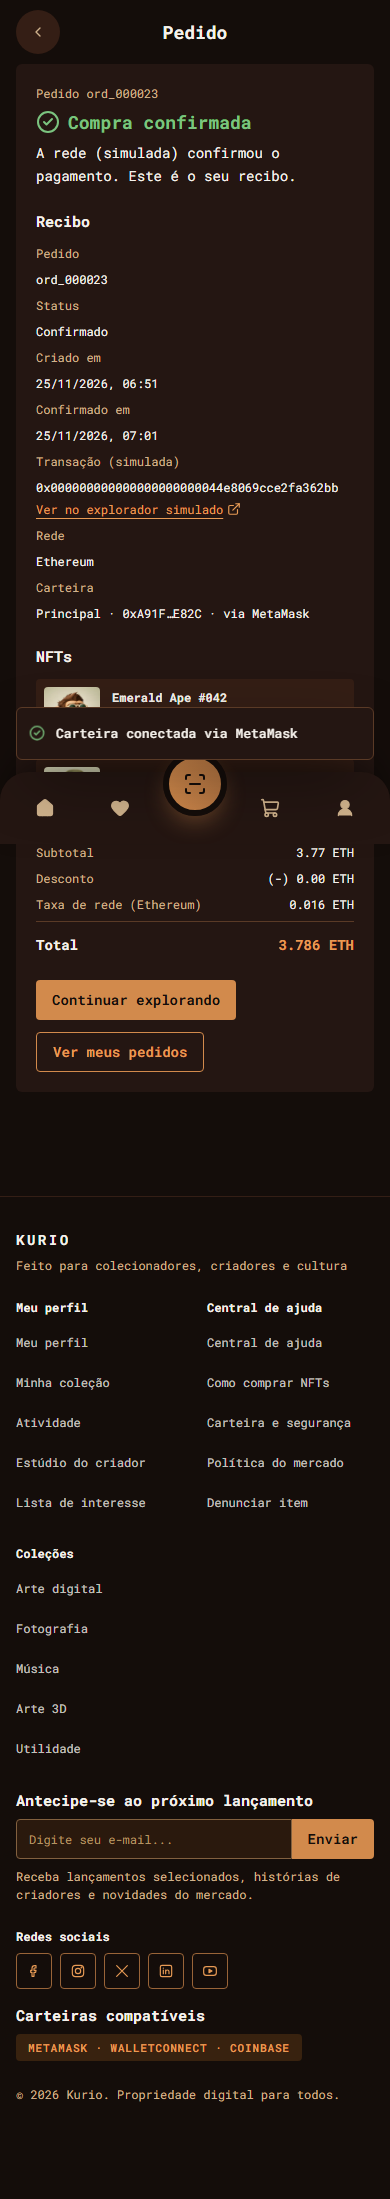 Pedido
Pedido ord_000023
Compra confirmada
A rede (simulada) confirmou o
pagamento. Este é o seu recibo.
Recibo
Pedido
ord_000023
Status
Confirmado
Criado em
25/11/2026, 06:51
Confirmado em
25/11/2026, 07:01
Transação (simulada)
0x000000000000000000000044e8069cce2fa362bb
Ver no explorador simulado
Rede
Ethereum
Carteira
Principal · 0xA91F…E82C · via MetaMask
NFTs
Emerald Ape #042
Carteira conectada via MetaMask
Subtotal 3.77 ETH
Desconto (-) 0.00 ETH
Taxa de rede (Ethereum) 0.016 ETH
Total 3.786 ETH
Continuar explorando
Ver meus pedidos
KURIO
Feito para colecionadores, criadores e cultura
Meu perfil
Meu perfil
Minha coleção
Atividade
Estúdio do criador
Lista de interesse
Central de ajuda
Central de ajuda
Como comprar NFTs
Carteira e segurança
Política do mercado
Denunciar item
Coleções
Arte digital
Fotografia
Música
Arte 3D
Utilidade
Antecipe-se ao próximo lançamento
Digite seu e-mail... Enviar
Receba lançamentos selecionados, histórias de
criadores e novidades do mercado.
Redes sociais
Carteiras compatíveis
METAMASK · WALLETCONNECT · COINBASE
© 2026 Kurio. Propriedade digital para todos.